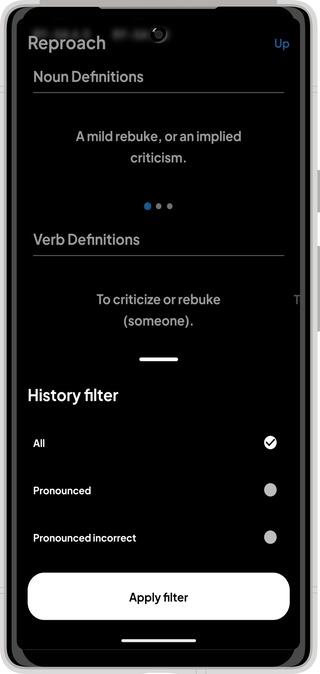 Reproach
Up
Noun Definitions
A mild rebuke, or an implied
criticism.
Verb Definitions
To criticize or rebuke
(someone).
T
History filter
All
Pronounced
Pronounced incorrect
Apply filter